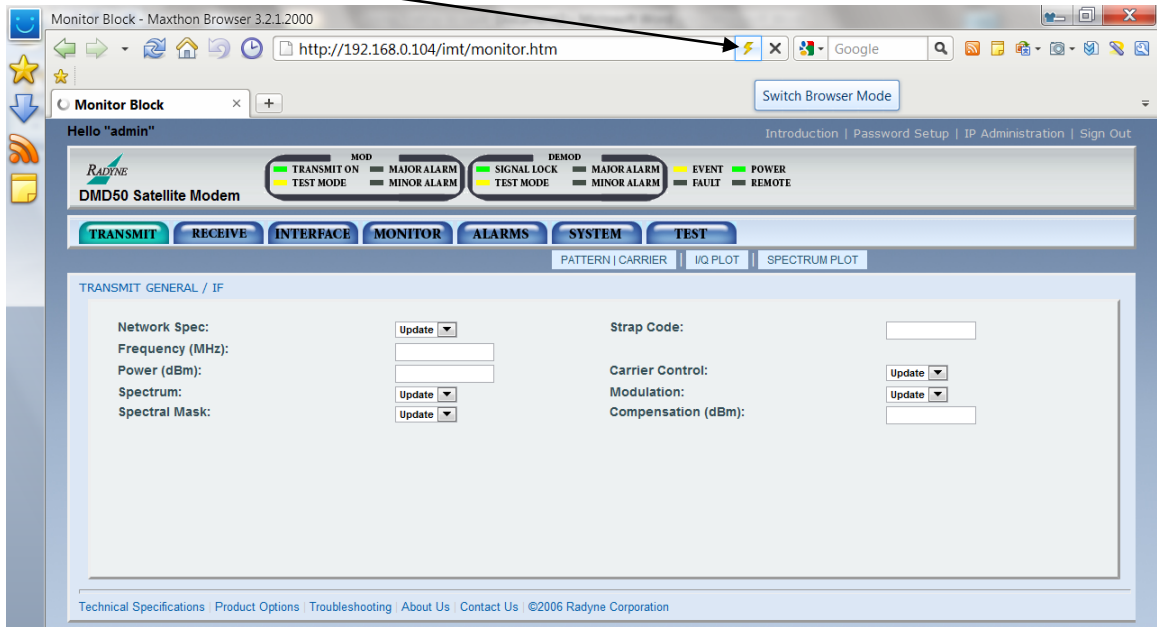 Monitor Block - Maxthon Browser 3.2.1.2000
http://192.168.0.104/imt/monitor.htm
Google
Monitor Block
Switch Browser Mode
Hello "admin"
Introduction | Password Setup | IP Administration | Sign Out
RADYNE
DMD50 Satellite Modem
MOD
TRANSMIT ON MAJOR ALARM
TEST MODE MINOR ALARM
DEMOD
SIGNAL LOCK MAJOR ALARM
TEST MODE MINOR ALARM
EVENT POWER
FAULT REMOTE
TRANSMIT RECEIVE INTERFACE MONITOR ALARMS SYSTEM TEST
PATTERN | CARRIER | I/Q PLOT | SPECTRUM PLOT
TRANSMIT GENERAL / IF
Network Spec: Update Strap Code:
Frequency (MHz):
Power (dBm): Carrier Control: Update
Spectrum: Update Modulation: Update
Spectral Mask: Update Compensation (dBm):
Technical Specifications | Product Options | Troubleshooting | About Us | Contact Us | ©2006 Radyne Corporation